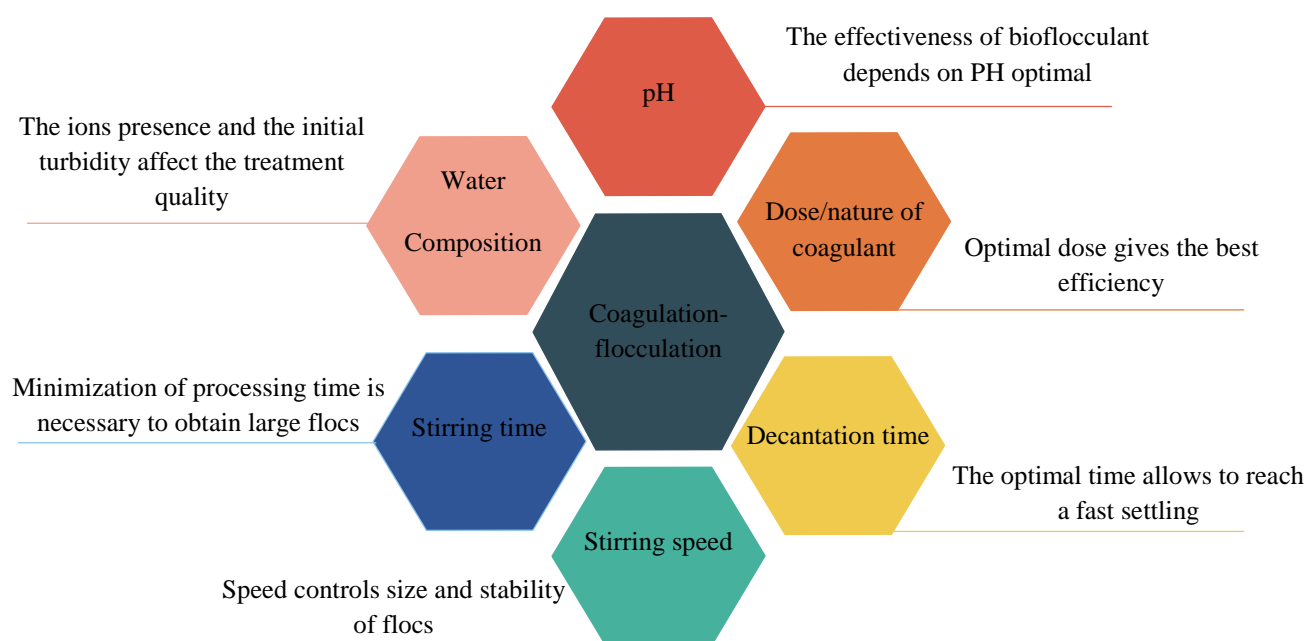 The effectiveness of bioflocculant
depends on PH optimal
pH
The ions presence and the initial
turbidity affect the treatment
quality
Water
Composition
Dose/nature of
coagulant
Optimal dose gives the best
efficiency
Coagulation-
flocculation
Minimization of processing time is
necessary to obtain large flocs
Stirring time
Decantation time
The optimal time allows to reach
a fast settling
Stirring speed
Speed controls size and stability
of flocs